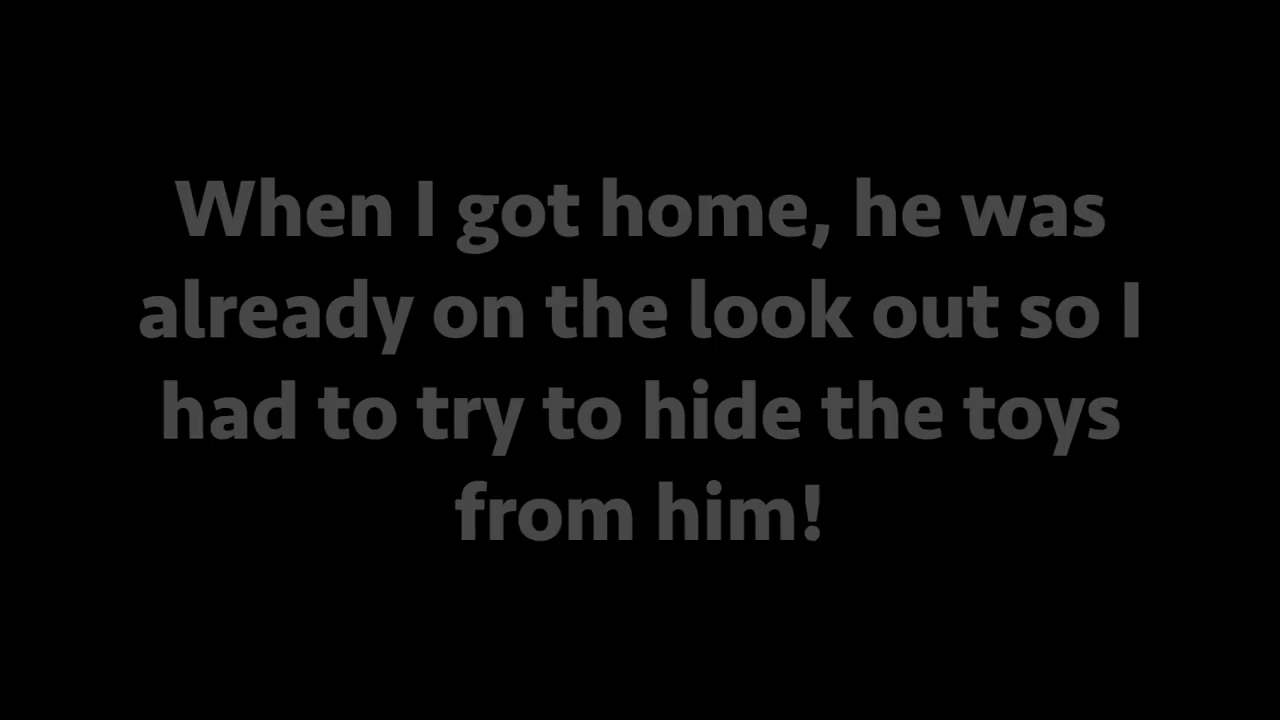 When I got home, he was
already on the look out so I
had to try to hide the toys
from him!